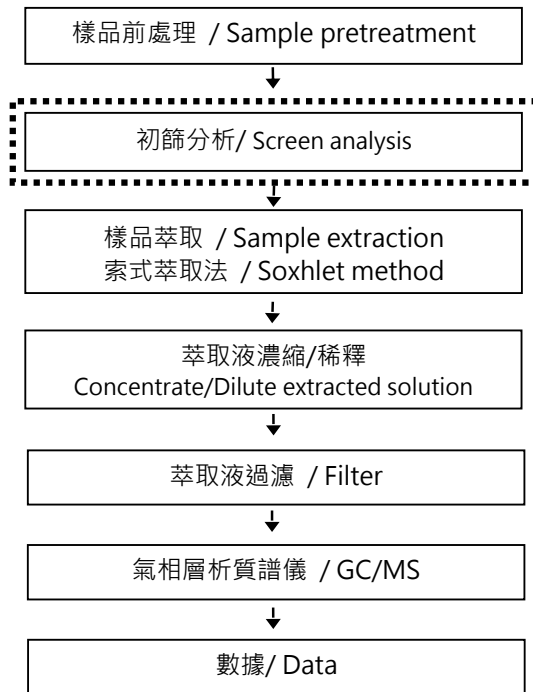 樣品前處理 / Sample pretreatment
初篩分析/ Screen analysis
樣品萃取 / Sample extraction
索式萃取法 / Soxhlet method
萃取液濃縮/稀釋
Concentrate/Dilute extracted solution
萃取液過濾 / Filter
氣相層析質譜儀 / GC/MS
數據/ Data